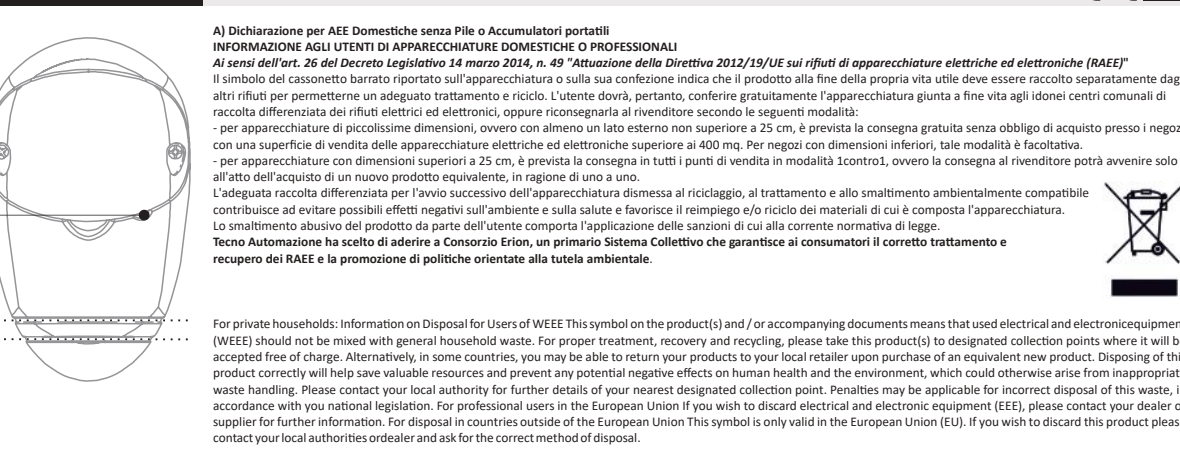 A) Dichiarazione per AEE Domestiche senza Pile o Accumulatori portatili
INFORMAZIONE AGLI UTENTI DI APPARECCHIATURE DOMESTICHE O PROFESSIONALI
Ai sensi dell'art. 26 del Decreto Legislativo 14 marzo 2014, n. 49 "Attuazione della Direttiva 2012/19/UE sui rifiuti di apparecchiature elettriche ed elettroniche (RAEE)"
Il simbolo del cassonetto barrato riportato sull'apparecchiatura o sulla sua confezione indica che il prodotto alla fine della propria vita utile deve essere raccolto separatamente dag
altri rifiuti per permetterne un adeguato trattamento e riciclo. L'utente dovrà, pertanto, conferire gratuitamente l'apparecchiatura giunta a fine vita agli idonei centri comunali di
raccolta differenziata dei rifiuti elettrici ed elettronici, oppure riconsegnarla al rivenditore secondo le seguenti modalità:
- per apparecchiature di piccolissime dimensioni, ovvero con almeno un lato esterno non superiore a 25 cm, è prevista la consegna gratuita senza obbligo di acquisto presso i negoz
con una superficie di vendita delle apparecchiature elettriche ed elettroniche superiore ai 400 mq. Per negozi con dimensioni inferiori, tale modalità è facoltativa.
- per apparecchiature con dimensioni superiori a 25 cm, è prevista la consegna in tutti i punti di vendita in modalità 1contro1, ovvero la consegna al rivenditore potrà avvenire solo
all'atto dell'acquisto di un nuovo prodotto equivalente, in ragione di uno a uno.
L'adeguata raccolta differenziata per l'avvio successivo dell'apparecchiatura dismessa al riciclaggio, al trattamento e allo smaltimento ambientalmente compatibile
contribuisce ad evitare possibili effetti negativi sull'ambiente e sulla salute e favorisce il reimpiego e/o riciclo dei materiali di cui è composta l'apparecchiatura.
Lo smaltimento abusivo del prodotto da parte dell'utente comporta l'applicazione delle sanzioni di cui alla corrente normativa di legge.
Tecno Automazione ha scelto di aderire a Consorzio Erion, un primario Sistema Collettivo che garantisce ai consumatori il corretto trattamento e
recupero dei RAEE e la promozione di politiche orientate alla tutela ambientale.
For private households: Information on Disposal for Users of WEEE This symbol on the product(s) and / or accompanying documents means that used electrical and electronicequipmen
(WEEE) should not be mixed with general household waste. For proper treatment, recovery and recycling, please take this product(s) to designated collection points where it will be
accepted free of charge. Alternatively, in some countries, you may be able to return your products to your local retailer upon purchase of an equivalent new product. Disposing of thi
product correctly will help save valuable resources and prevent any potential negative effects on human health and the environment, which could otherwise arise from inappropriat
waste handling. Please contact your local authority for further details of your nearest designated collection point. Penalties may be applicable for incorrect disposal of this waste, i
accordance with you national legislation. For professional users in the European Union If you wish to discard electrical and electronic equipment (EEE), please contact your dealer o
supplier for further information. For disposal in countries outside of the European Union This symbol is only valid in the European Union (EU). If you wish to discard this product pleas
contact your local authorities ordealer and ask for the correct method of disposal.